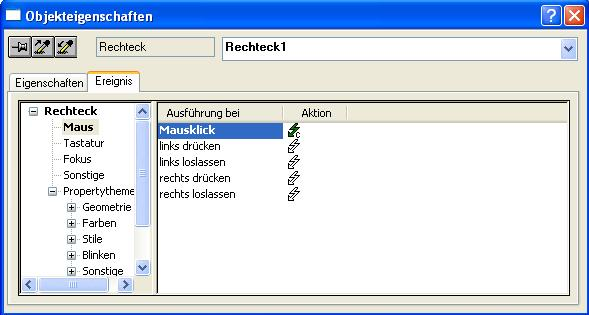 Objekteigenschaften
Rechteck Rechteck1
Eigenschaften Ereignis
Rechteck
Maus
Tastatur
Fokus
Sonstige
Propertytheme
Geometrie
Farben
Stile
Blinken
Sonstige
Ausführung bei Aktion
Mausklick C
links drücken
links loslassen
rechts drücken
rechts loslassen